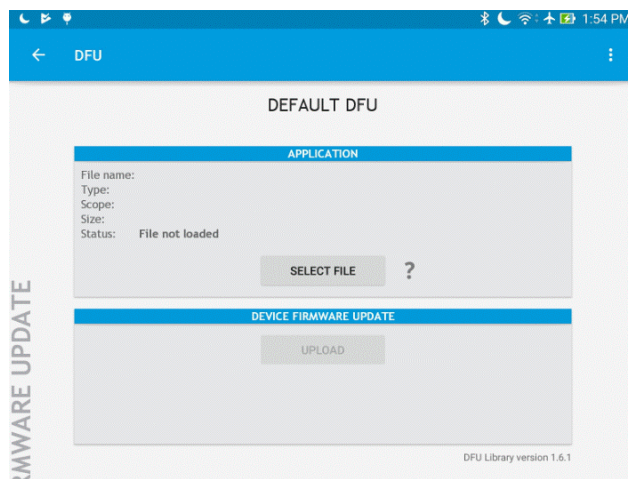 1:54 PM
DFU
DEFAULT DFU
APPLICATION
File name:
Type:
Scope:
Size:
Status: File not loaded
SELECT FILE ?
DEVICE FIRMWARE UPDATE
UPLOAD
DFU Library version 1.6.1
RMWARE UPDATE